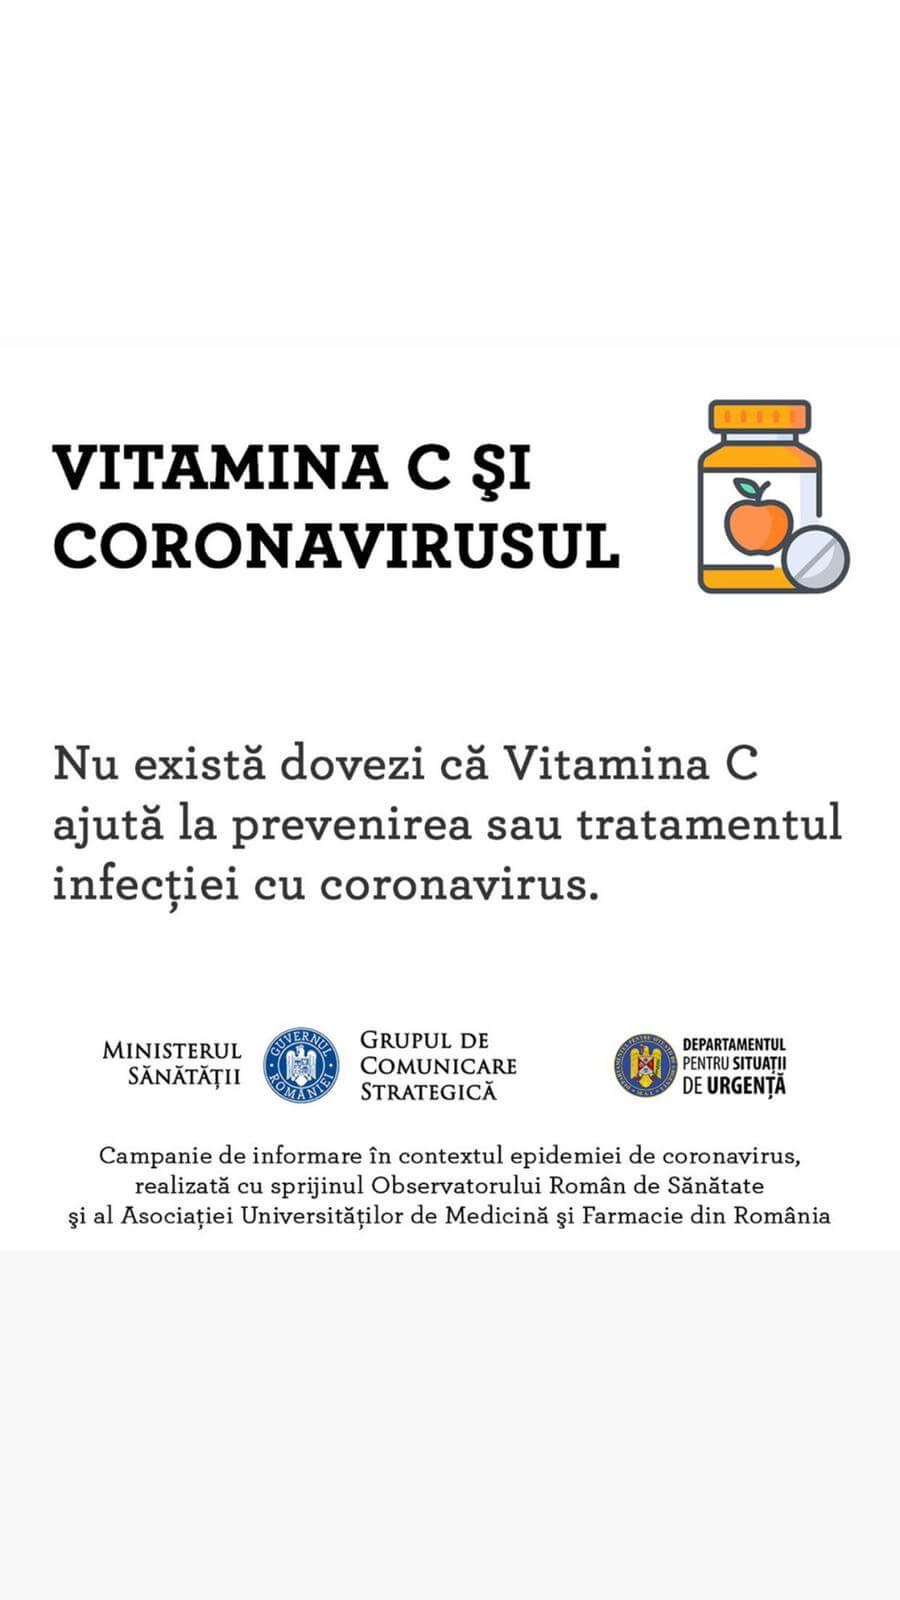 VITAMINA C ŞI
CORONAVIRUSUL
Nu există dovezi că Vitamina C
ajută la prevenirea sau tratamentul
infecției cu coronavirus.
MINISTERUL
SĂNĂTĂȚII
GUVERNUL
ROMÂNIEI
GRUPUL DE
COMUNICARE
STRATEGICĂ
DEPARTAMENTUL
PENTRU SITUAȚII
DE URGENȚĂ
Campanie de informare în contextul epidemiei de coronavirus,
realizată cu sprijinul Observatorului Român de Sănătate
şi al Asociației Universităților de Medicină şi Farmacie din România